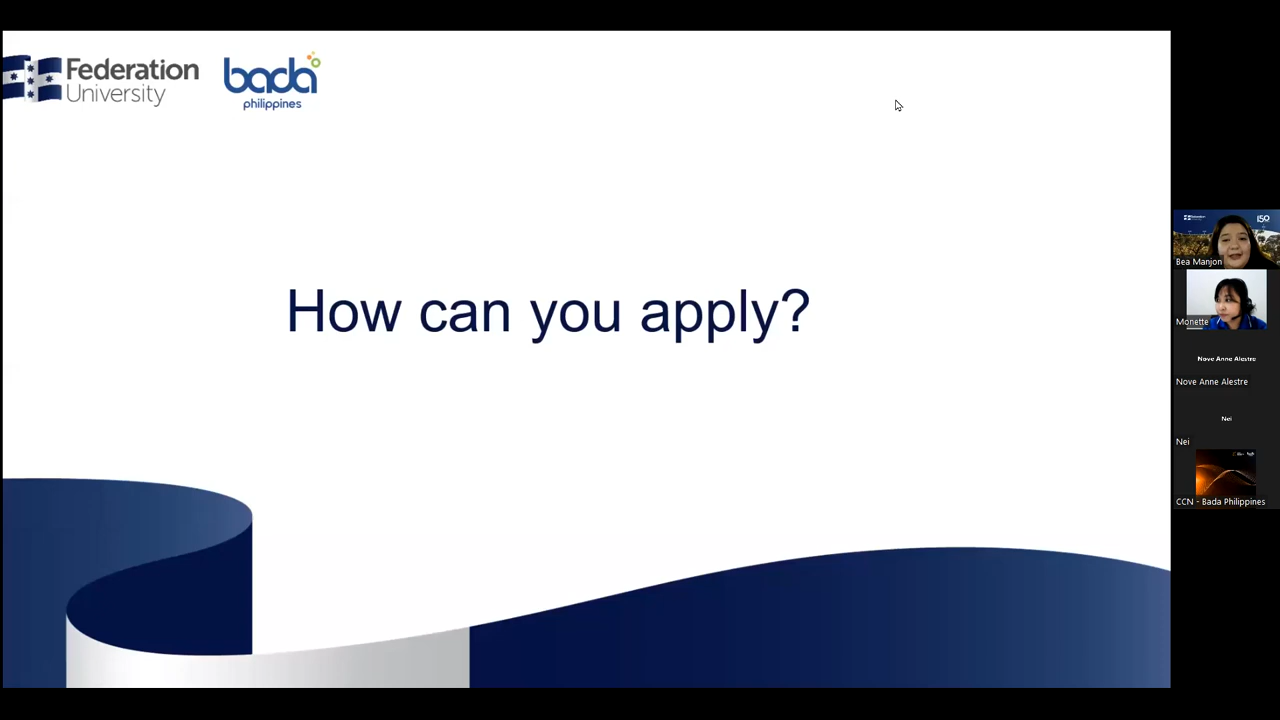 Federation
University
bada
philippines
How can you apply?
150
Bea Manjon
Monette
Nove Anne Alestre
Nove Anne Alestre
Nei
Nei
CCN - Bada Philippines